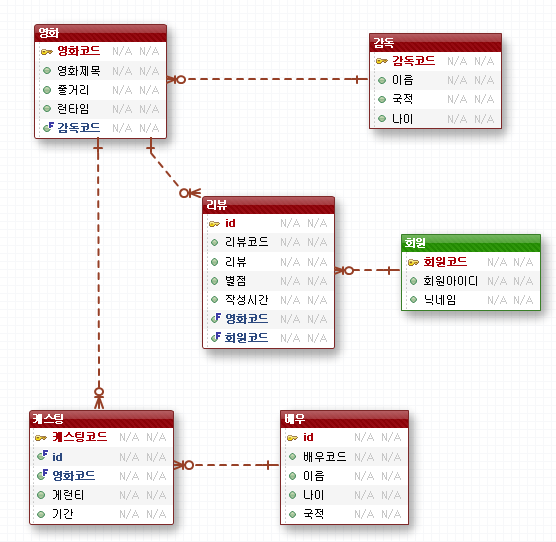 영화
영화코드 N/A N/A
영화제목 N/A N/A
줄거리 N/A N/A
런타임 N/A N/A
F 감독코드 N/A N/A
감독
감독코드 N/A N/A
이름 N/A N/A
국적 N/A N/A
나이 N/A N/A
리뷰
id N/A N/A
리뷰코드 N/A N/A
리뷰 N/A N/A
별점 N/A N/A
작성시간 N/A N/A
F 영화코드 N/A N/A
F 회원코드 N/A N/A
회원
회원코드 N/A N/A
회원아이디 N/A N/A
닉네임 N/A N/A
캐스팅
캐스팅코드 N/A N/A
F id N/A N/A
F 영화코드 N/A N/A
게런티 N/A N/A
기간 N/A N/A
배우
id N/A N/A
배우코드 N/A N/A
이름 N/A N/A
나이 N/A N/A
국적 N/A N/A